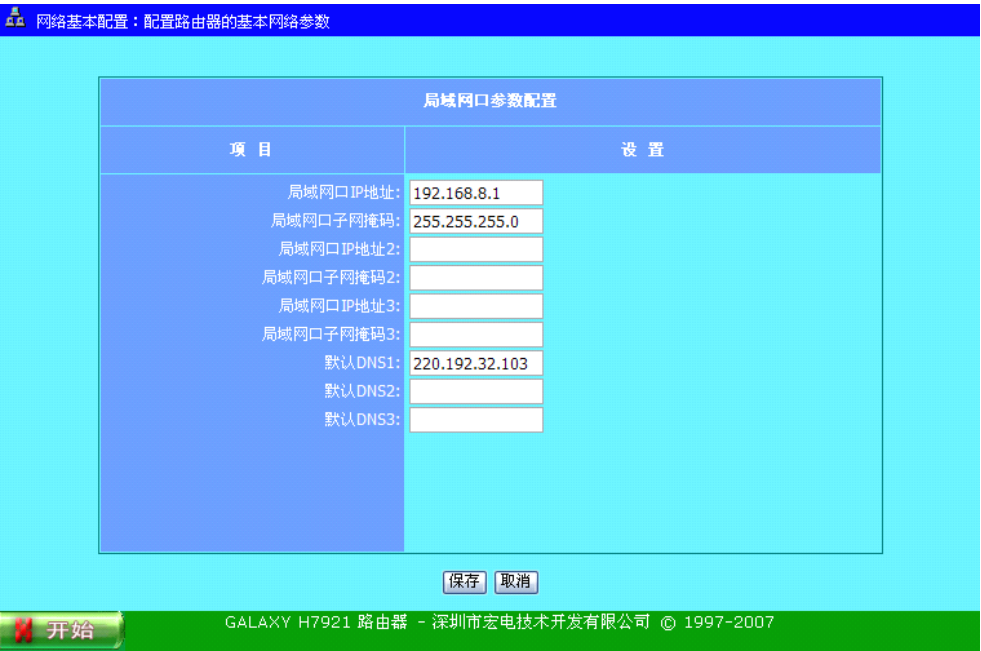 网络基本配置：配置路由器的基本网络参数
局域网口参数配置
项 目 设 置
局域网口IP地址: 192.168.8.1
局域网口子网掩码: 255.255.255.0
局域网口IP地址2:
局域网口子网掩码2:
局域网口IP地址3:
局域网口子网掩码3:
默认DNS1: 220.192.32.103
默认DNS2:
默认DNS3:
保存 取消
开始 GALAXY H7921 路由器 - 深圳市宏电技术开发有限公司 © 1997-2007